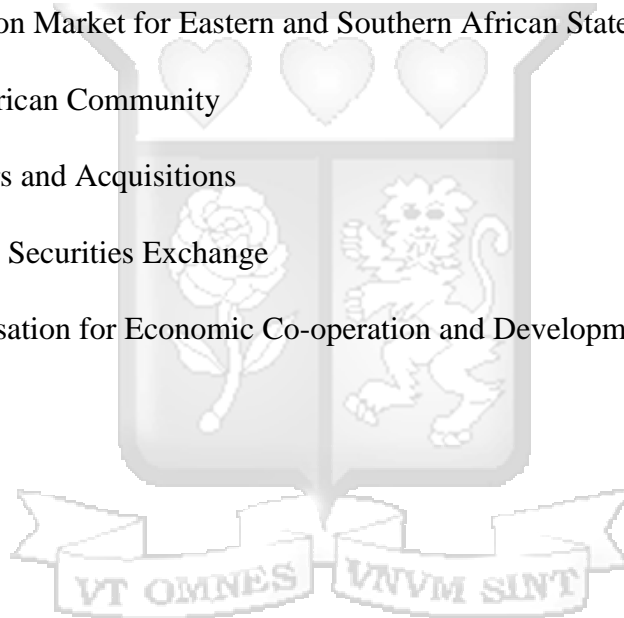 on Market for Eastern and Southern African State
rican Community
s and Acquisitions
Securities Exchange
sation for Economic Co-operation and Developm
VT OMNES VNVM SINT